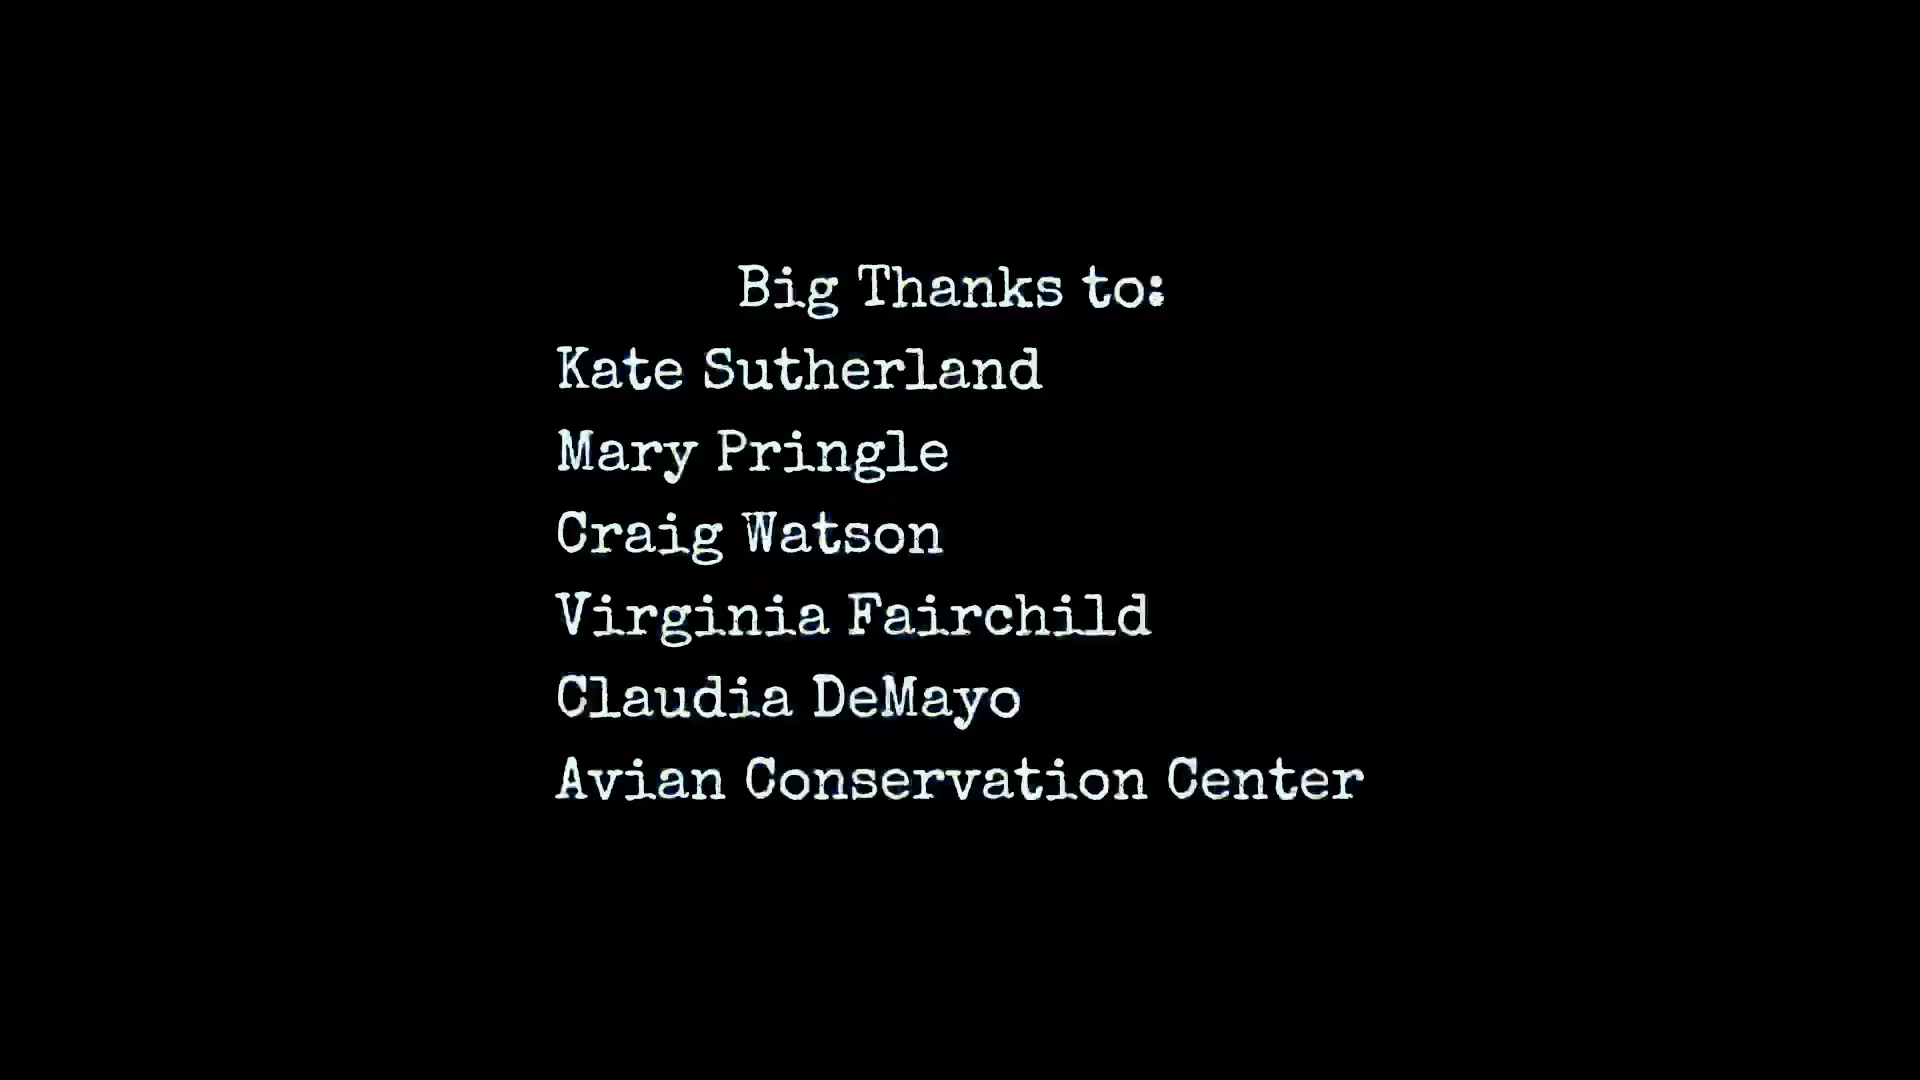 Big Thanks to:
Kate Sutherland
Mary Pringle
Craig Watson
Virginia Fairchild
Claudia DeMayo
Avian Conservation Center